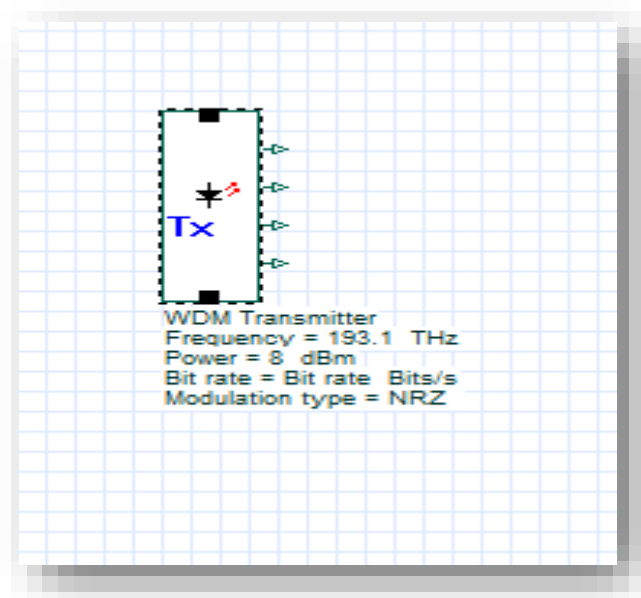 Tx
WDM Transmitter
Frequency = 193.1  THz
Power = 8  dBm
Bit rate = Bit rate  Bits/s
Modulation type = NRZ